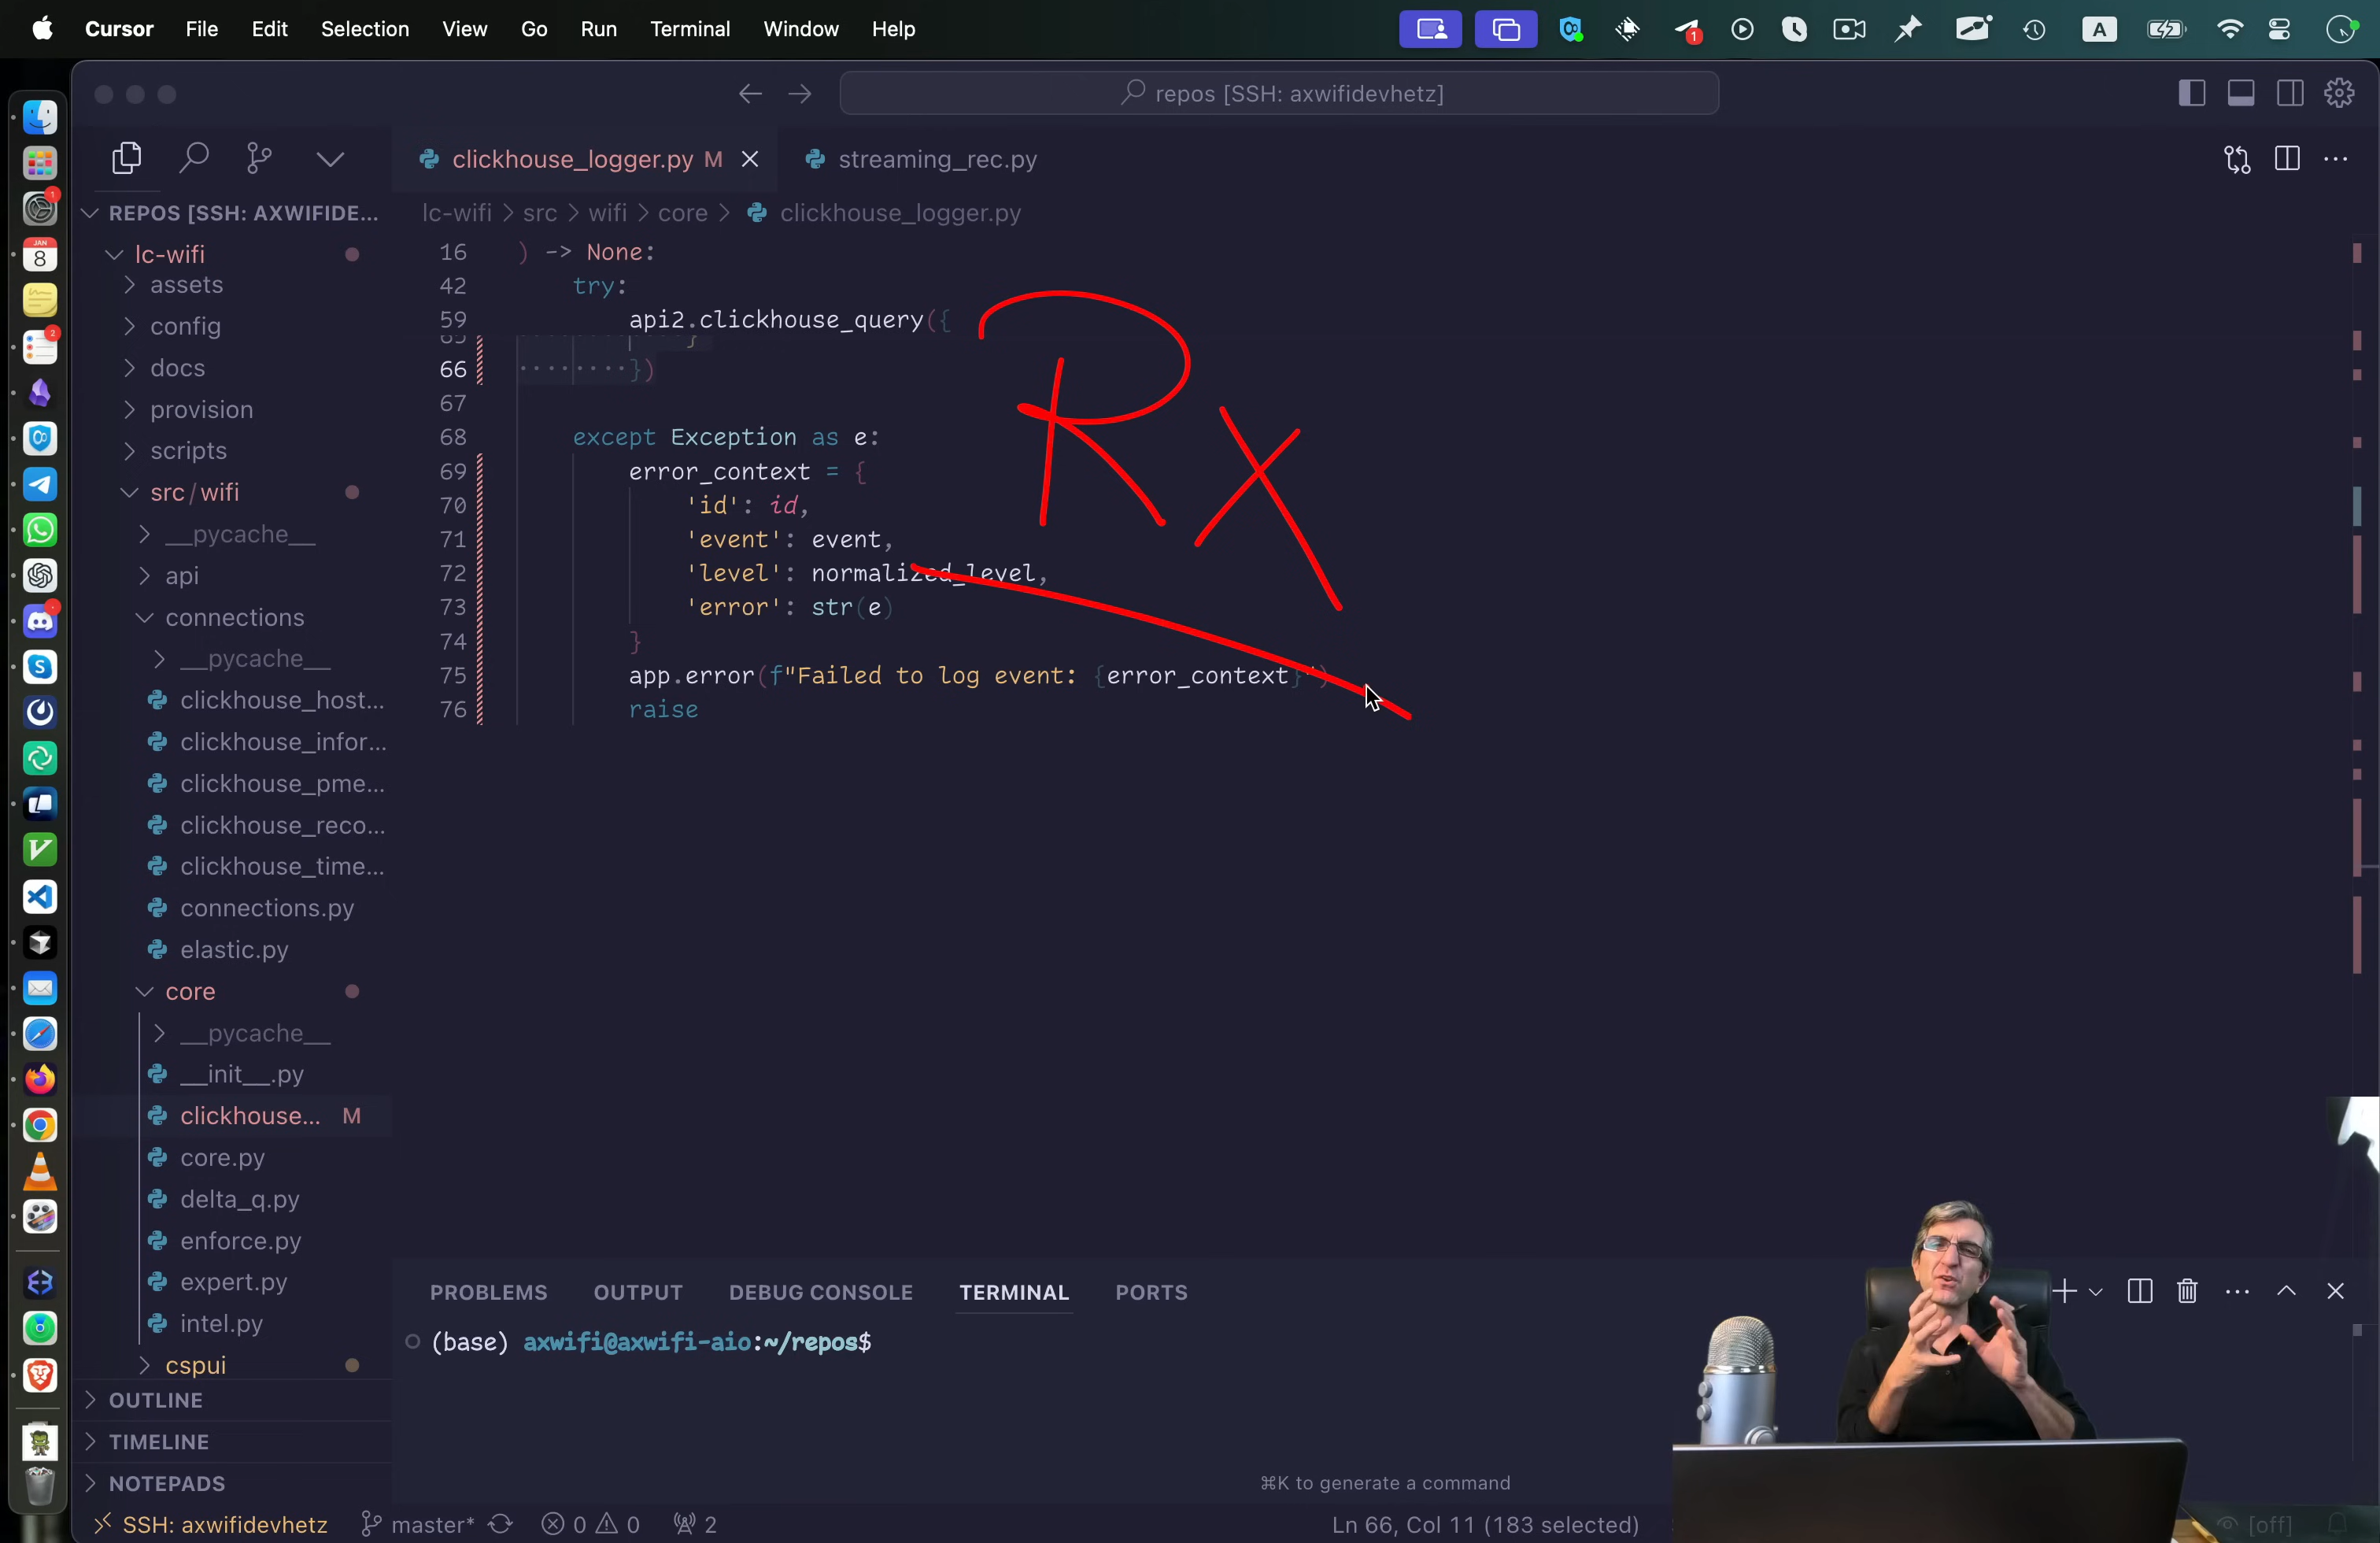 Cursor File Edit Selection View Go Run Terminal Window Help
1
A
repos [SSH: axwifidevhetz]
clickhouse_logger.py M
streaming_rec.py
REPOS [SSH: AXWIFIDE...
lc-wifi > src > wifi > core > clickhouse_logger.py
lc-wifi
assets
config
docs
provision
scripts
src/wifi
__pycache__
api
connections
__pycache__
clickhouse_host...
clickhouse_infor...
clickhouse_pme...
clickhouse_reco...
clickhouse_time...
connections.py
elastic.py
core
__pycache__
__init__.py
clickhouse... M
core.py
delta_q.py
enforce.py
expert.py
intel.py
cspui
OUTLINE
TIMELINE
NOTEPADS
1
JAN
8
2
16 ) -> None:
42 try:
59 api2.clickhouse_query({
65 }
66 ········})
67
68 except Exception as e:
69 error_context = {
70 'id': id,
71 'event': event,
72 'level': normalized_level,
73 'error': str(e)
74 }
75 app.error(f"Failed to log event: {error_context}")
76 raise
Rx
PROBLEMS OUTPUT DEBUG CONSOLE TERMINAL PORTS
(base) axwifi@axwifi-aio:~/repos$
⌘K to generate a command
SSH: axwifidevhetz master* 0 0 2 Ln 66, Col 11 (183 selected) [off]